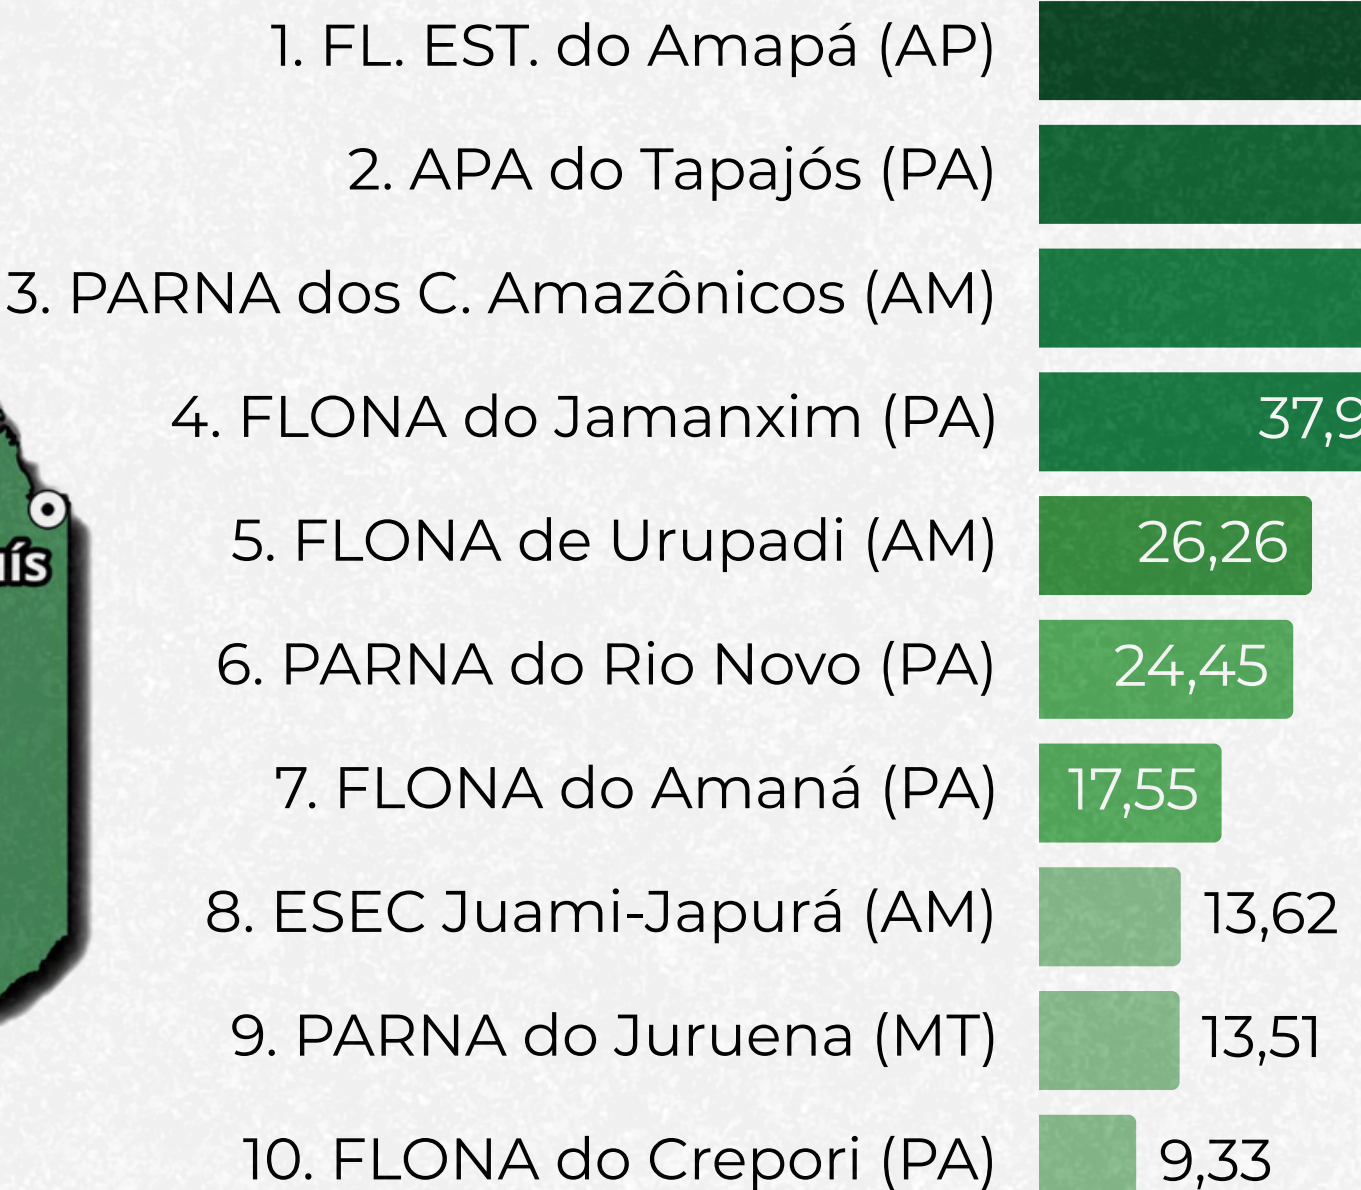 1. FL. EST. do Amapá (AP)
2. APA do Tapajós (PA)
3. PARNA dos C. Amazônicos (AM)
4. FLONA do Jamanxim (PA) 37,9
5. FLONA de Urupadi (AM) 26,26
6. PARNA do Rio Novo (PA) 24,45
7. FLONA do Amaná (PA) 17,55
8. ESEC Juami-Japurá (AM) 13,62
9. PARNA do Juruena (MT) 13,51
10. FLONA do Crepori (PA) 9,33